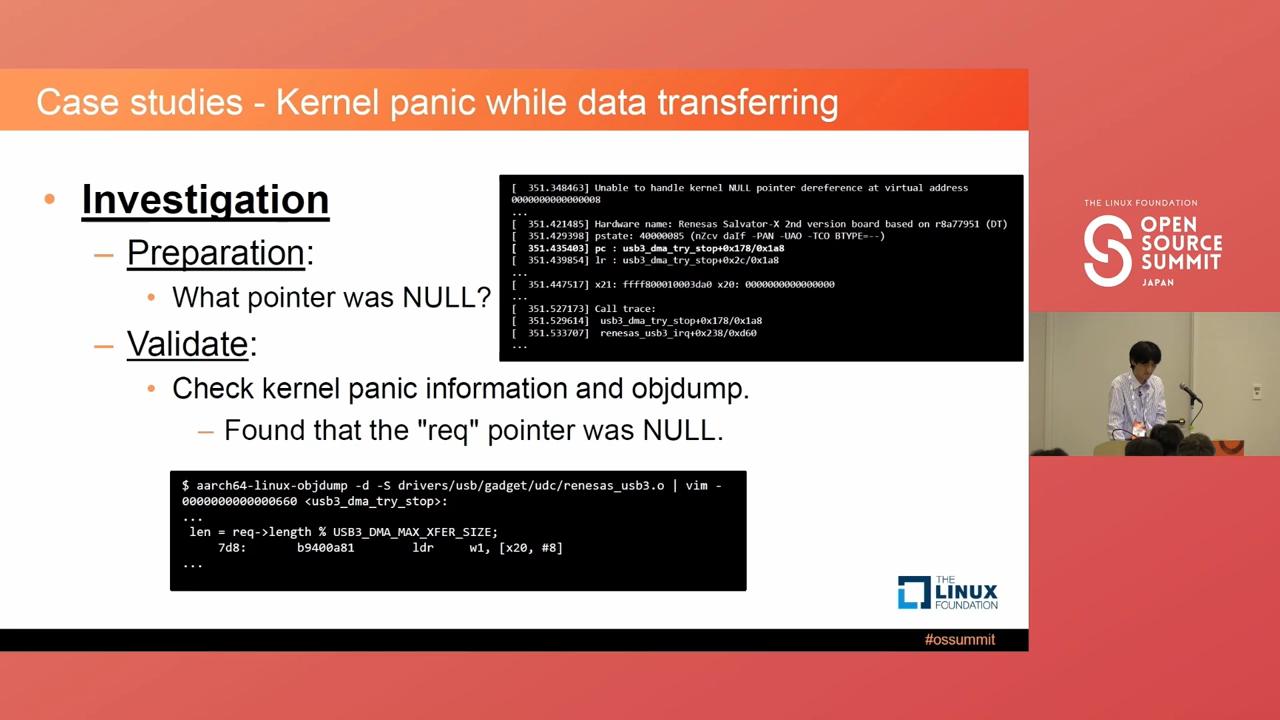 Case studies - Kernel panic while data transferring
• Investigation
– Preparation:
• What pointer was NULL?
– Validate:
• Check kernel panic information and objdump.
– Found that the "req" pointer was NULL.
[ 351.348463] Unable to handle kernel NULL pointer dereference at virtual address
0000000000000008
...
[ 351.421485] Hardware name: Renesas Salvator-X 2nd version board based on r8a77951 (DT)
[ 351.429398] pstate: 40000085 (nZcv daIf -PAN -UAO -TCO BTYPE=--)
[ 351.435403] pc : usb3_dma_try_stop+0x178/0x1a8
[ 351.439854] lr : usb3_dma_try_stop+0x2c/0x1a8
...
[ 351.447517] x21: ffff800010003da0 x20: 0000000000000000
...
[ 351.527173] Call trace:
[ 351.529614]  usb3_dma_try_stop+0x178/0x1a8
[ 351.533707]  renesas_usb3_irq+0x238/0xd60
...
$ aarch64-linux-objdump -d -S drivers/usb/gadget/udc/renesas_usb3.o | vim -
0000000000000660 <usb3_dma_try_stop>:
...
len = req->length % USB3_DMA_MAX_XFER_SIZE;
7d8: b9400a81 ldr w1, [x20, #8]
...
THE
LINUX
FOUNDATION
#ossummit
THE LINUX FOUNDATION
OPEN
SOURCE
SUMMIT
JAPAN